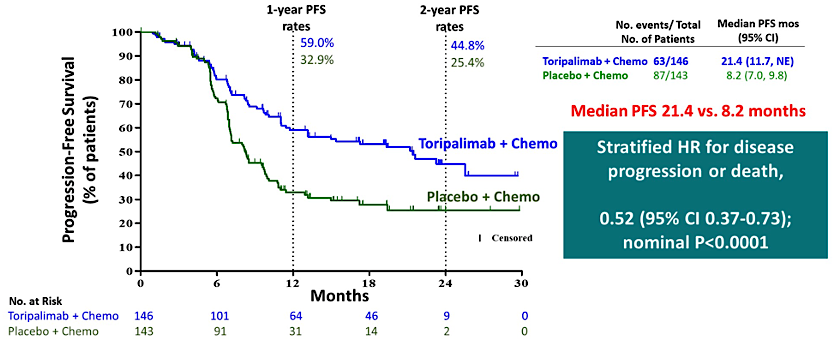 1-year PFS
rates
2-year PFS
rates
59.0%
32.9%
44.8%
25.4%
Progression-Free Survival
(% of patients)
100
90
80
70
60
50
40
30
20
10
0
Toripalimab + Chemo
Placebo + Chemo
I Censored
0 6 12 18 24 30
Months
No. at Risk
Toripalimab + Chemo 146 101 64 46 9 0
Placebo + Chemo 143 91 31 14 2 0
No. events/ Total
No. of Patients
Median PFS mos
(95% CI)
Toripalimab + Chemo 63/146 21.4 (11.7, NE)
Placebo + Chemo 87/143 8.2 (7.0, 9.8)
Median PFS 21.4 vs. 8.2 months
Stratified HR for disease
progression or death,
0.52 (95% CI 0.37-0.73);
nominal P<0.0001